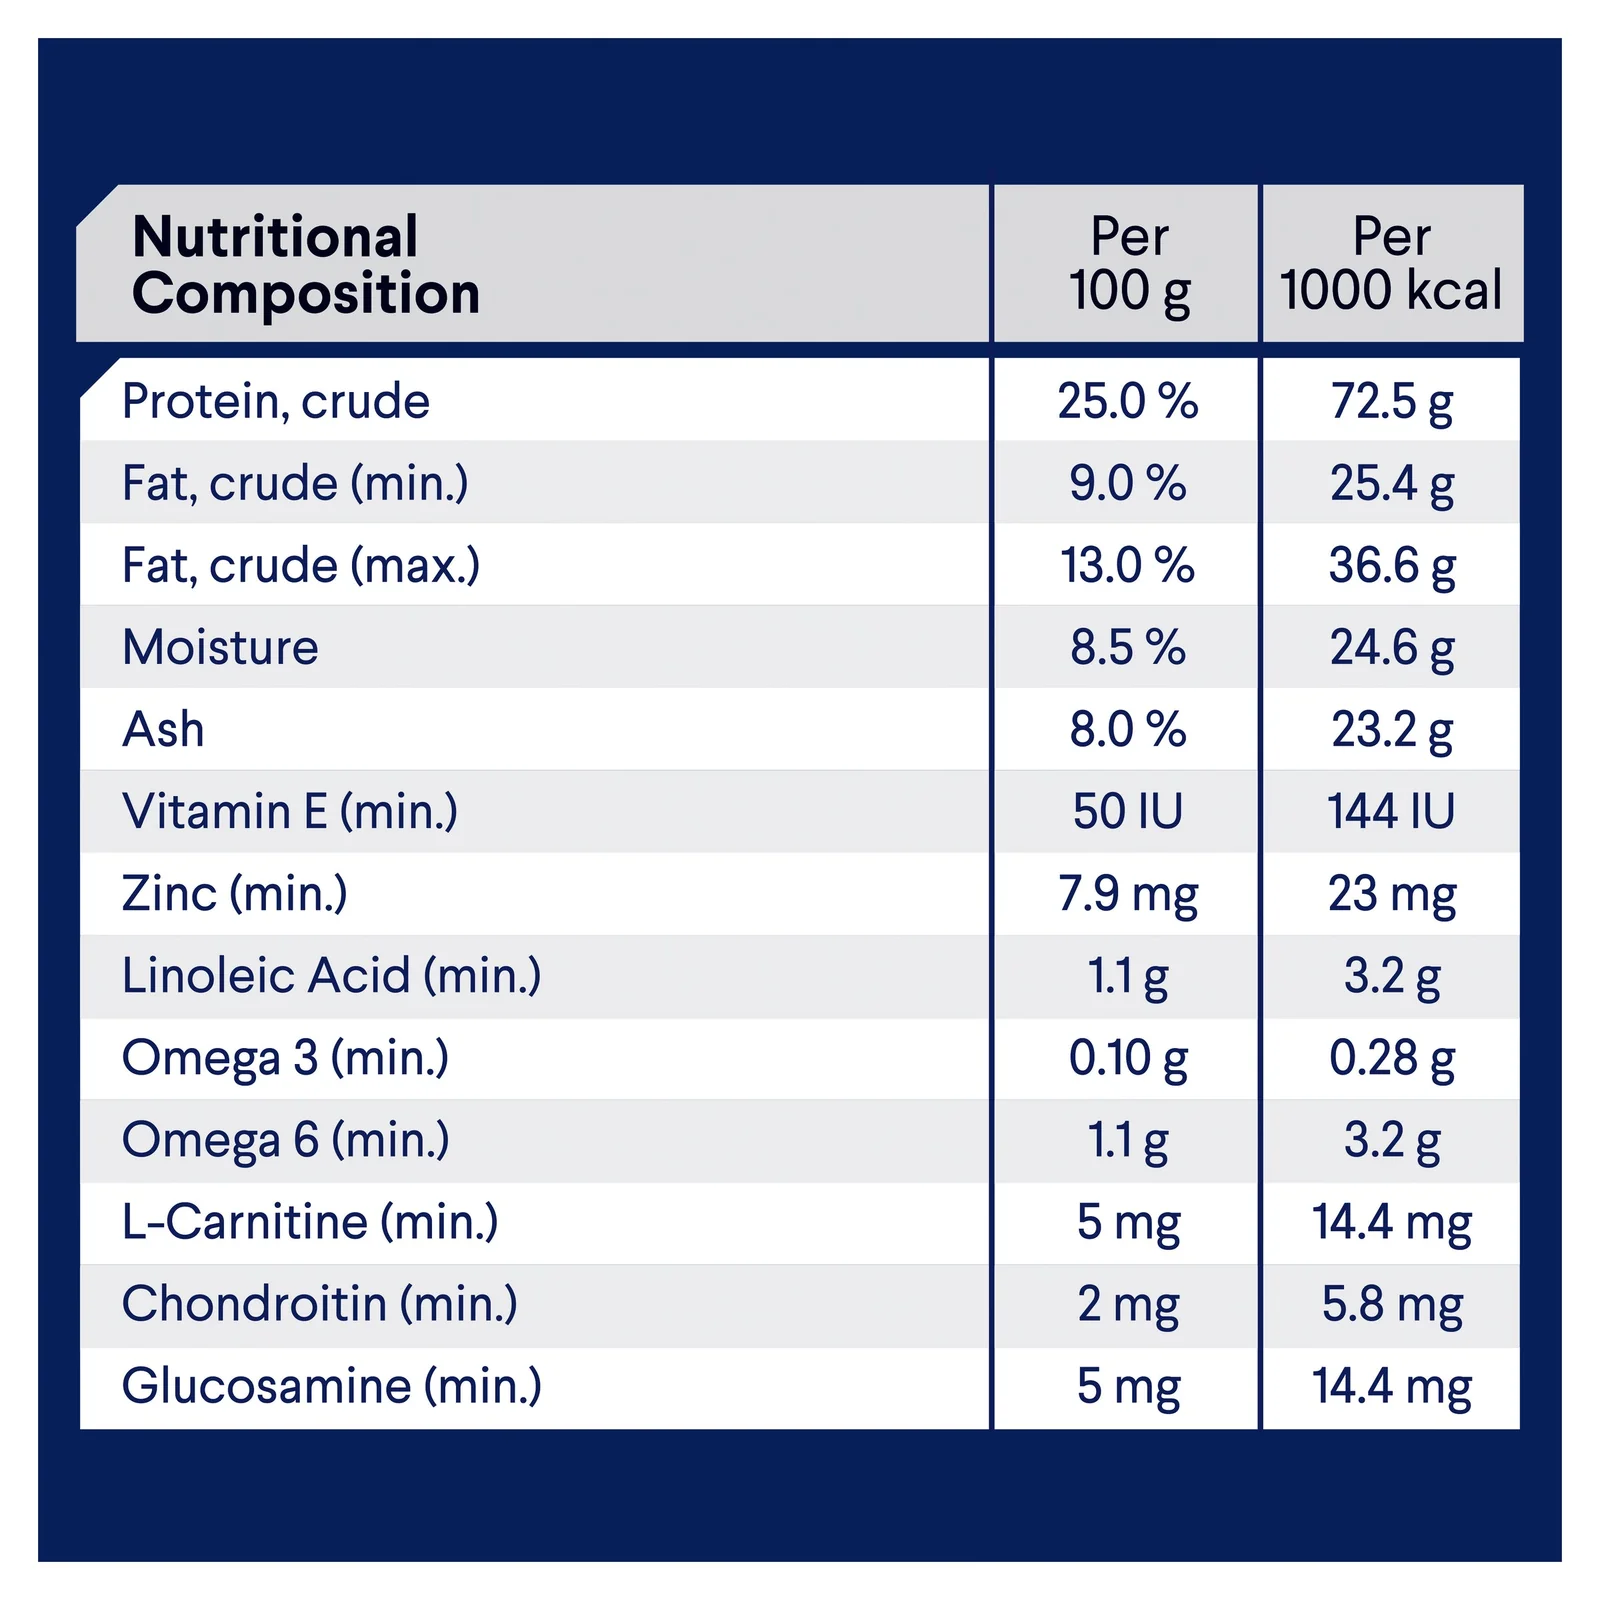 Nutritional
Composition
Per
100 g
Per
1000 kcal
Protein, crude 25.0 % 72.5 g
Fat, crude (min.) 9.0 % 25.4 g
Fat, crude (max.) 13.0 % 36.6 g
Moisture 8.5 % 24.6 g
Ash 8.0 % 23.2 g
Vitamin E (min.) 50 IU 144 IU
Zinc (min.) 7.9 mg 23 mg
Linoleic Acid (min.) 1.1 g 3.2 g
Omega 3 (min.) 0.10 g 0.28 g
Omega 6 (min.) 1.1 g 3.2 g
L-Carnitine (min.) 5 mg 14.4 mg
Chondroitin (min.) 2 mg 5.8 mg
Glucosamine (min.) 5 mg 14.4 mg